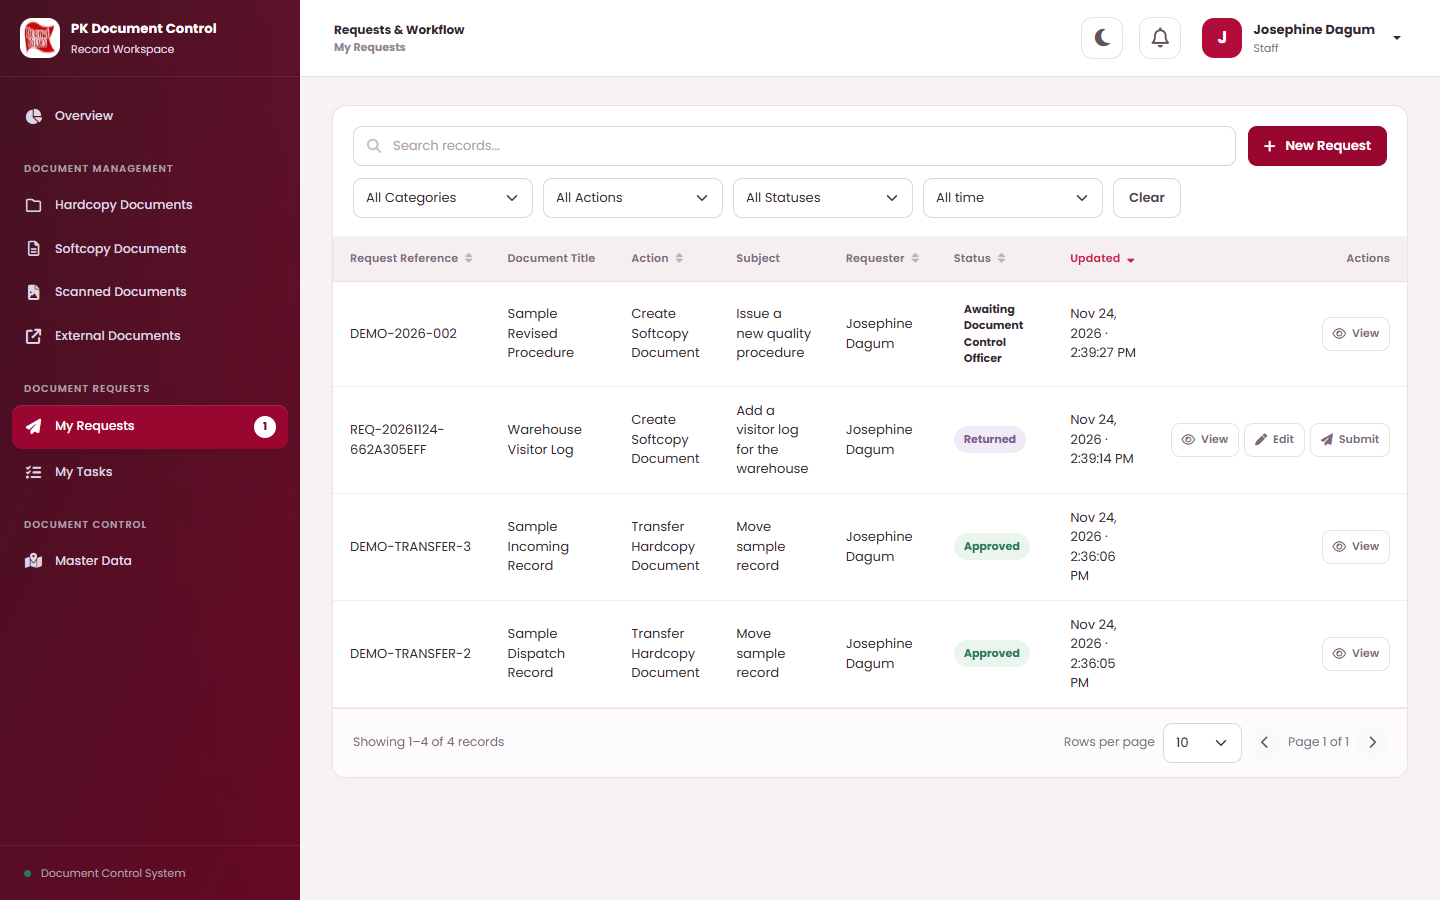 PK Document Control
Record Workspace
Overview
DOCUMENT MANAGEMENT
Hardcopy Documents
Softcopy Documents
Scanned Documents
External Documents
DOCUMENT REQUESTS
My Requests 1
My Tasks
DOCUMENT CONTROL
Master Data
Document Control System
Requests & Workflow
My Requests
J
Josephine Dagum
Staff
Search records...
New Request
All Categories All Actions All Statuses All time Clear
Request Reference Document Title Action Subject Requester Status Updated Actions
DEMO-2026-002
Sample
Revised
Procedure
Create
Softcopy
Document
Issue a
new quality
procedure
Josephine
Dagum
Awaiting
Document
Control
Officer
Nov 24,
2026 ·
2:39:27 PM
View
REQ-20261124-
662A305EFF
Warehouse
Visitor Log
Create
Softcopy
Document
Add a
visitor log
for the
warehouse
Josephine
Dagum
Returned
Nov 24,
2026 ·
2:39:14 PM
View Edit Submit
DEMO-TRANSFER-3
Sample
Incoming
Record
Transfer
Hardcopy
Document
Move
sample
record
Josephine
Dagum
Approved
Nov 24,
2026 ·
2:36:06
PM
View
DEMO-TRANSFER-2
Sample
Dispatch
Record
Transfer
Hardcopy
Document
Move
sample
record
Josephine
Dagum
Approved
Nov 24,
2026 ·
2:36:05
PM
View
Showing 1–4 of 4 records
Rows per page 10 Page 1 of 1